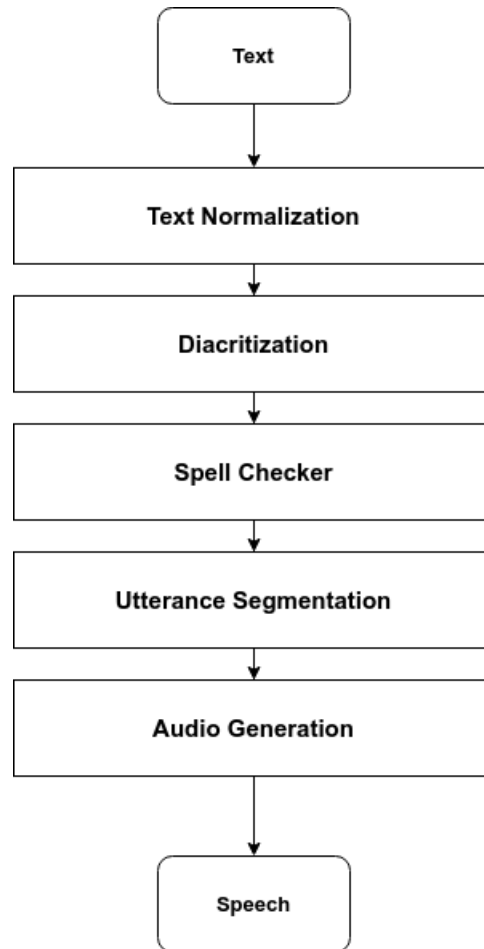 Text
Text Normalization
Diacritization
Spell Checker
Utterance Segmentation
Audio Generation
Speech